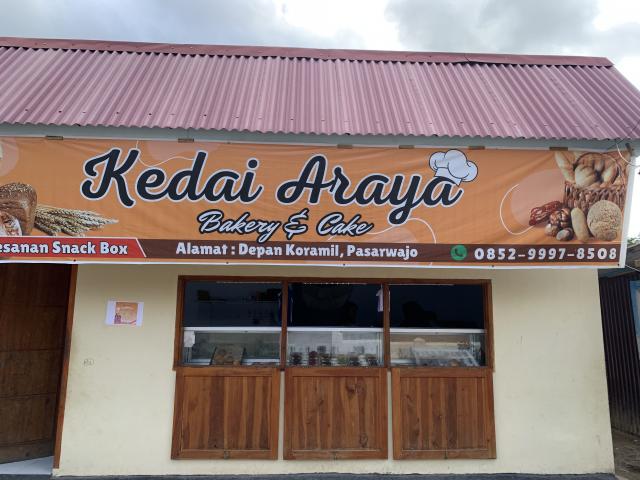 Kedai Araya
Bakery & Cake
esanan Snack Box
Alamat : Depan Koramil, Pasarwajo
0852-9997-8508